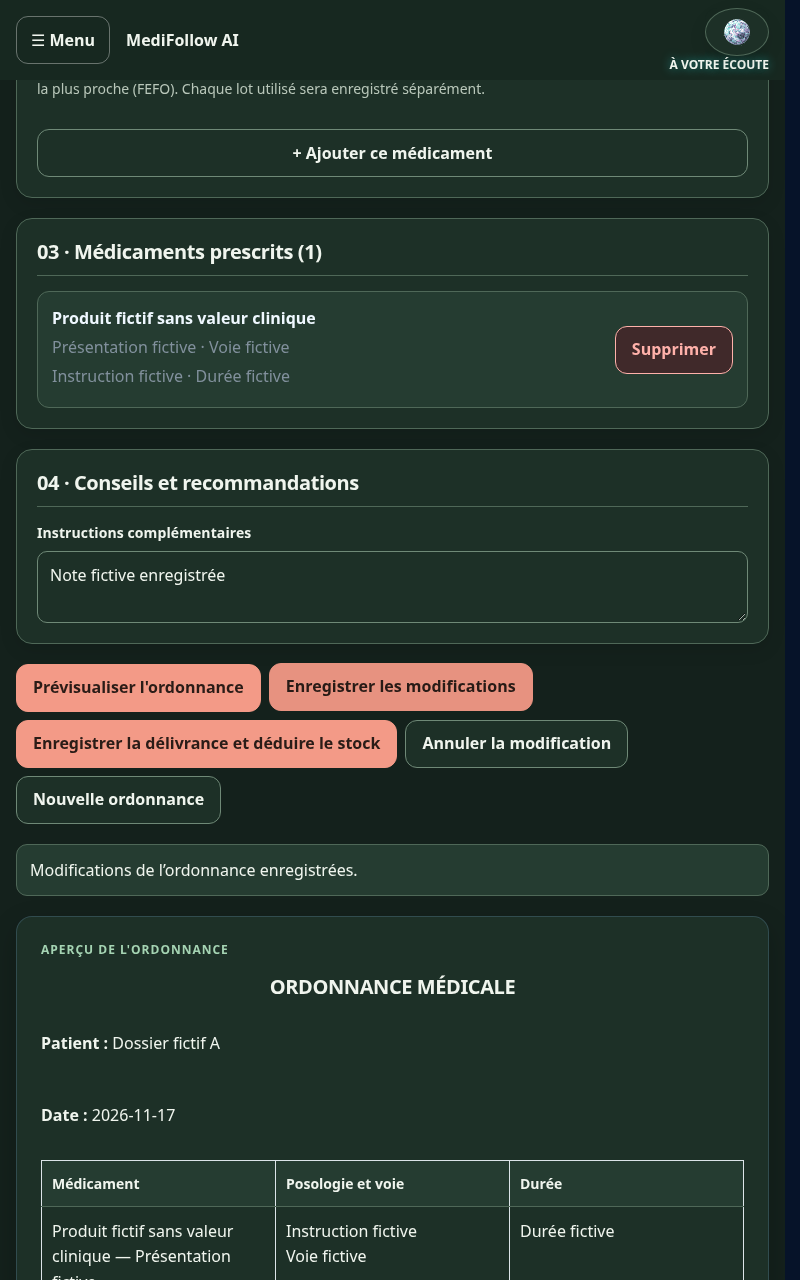 ☰ Menu
MediFollow AI
À VOTRE ÉCOUTE
la plus proche (FEFO). Chaque lot utilisé sera enregistré séparément.
+ Ajouter ce médicament
03 · Médicaments prescrits (1)
Produit fictif sans valeur clinique
Présentation fictive · Voie fictive
Instruction fictive · Durée fictive
Supprimer
04 · Conseils et recommandations
Instructions complémentaires
Note fictive enregistrée
Prévisualiser l'ordonnance
Enregistrer les modifications
Enregistrer la délivrance et déduire le stock
Annuler la modification
Nouvelle ordonnance
Modifications de l’ordonnance enregistrées.
APERÇU DE L'ORDONNANCE
ORDONNANCE MÉDICALE
Patient : Dossier fictif A
Date : 2026-11-17
Médicament
Posologie et voie
Durée
Produit fictif sans valeur
clinique — Présentation
fictive
Instruction fictive
Voie fictive
Durée fictive